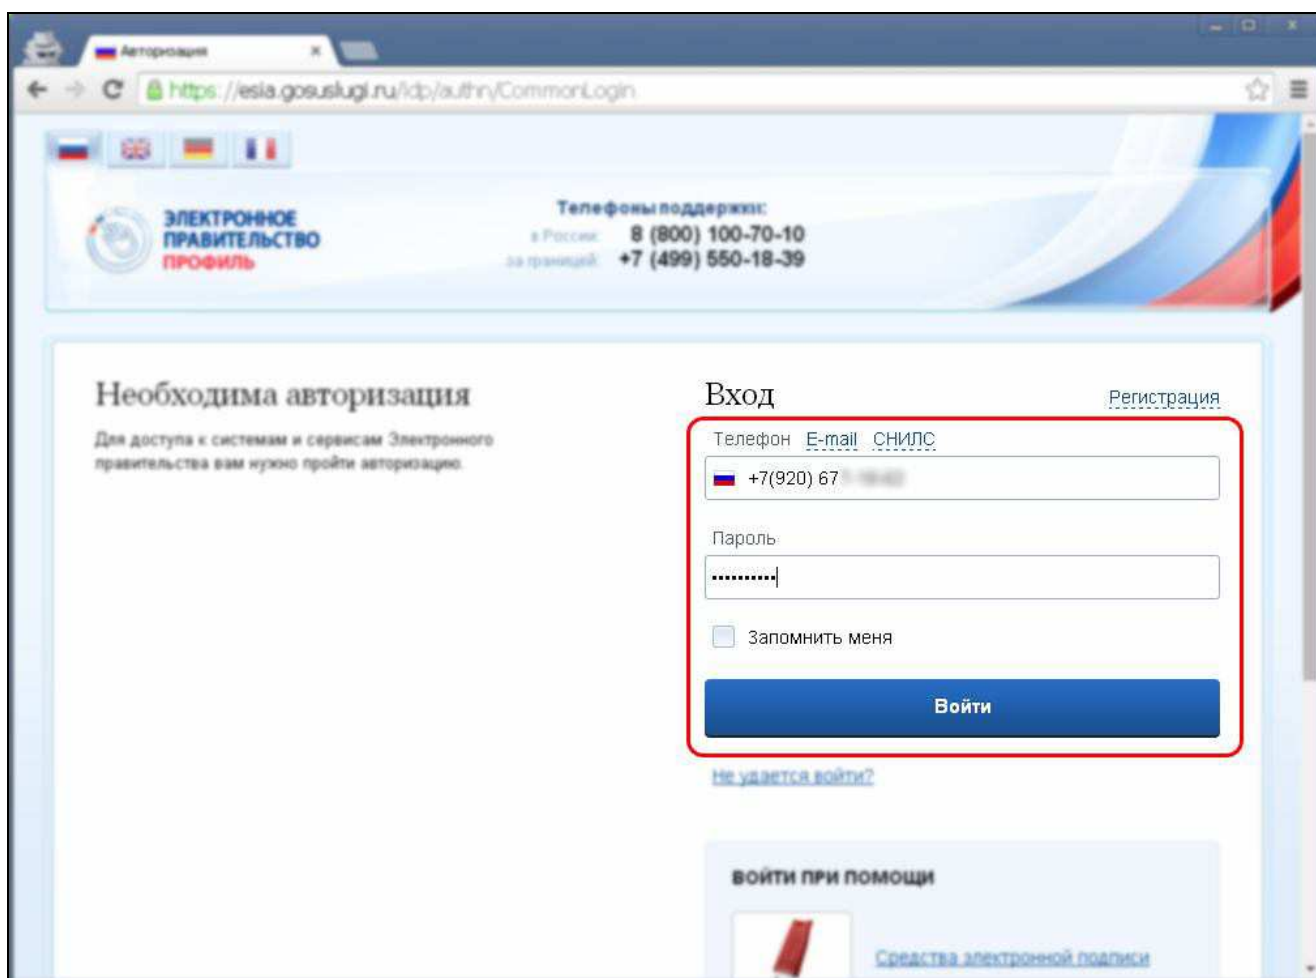 Авторизация
https://esia.gosuslugi.ru/idp/authn/CommonLogin
ЭЛЕКТРОННОЕ
ПРАВИТЕЛЬСТВО
ПРОФИЛЬ
Телефоны поддержки:
в России: 8 (800) 100-70-10
за границей: +7 (499) 550-18-39
Необходима авторизация
Для доступа к системам и сервисам Электронного
правительства вам нужно пройти авторизацию.
Вход
Регистрация
Телефон E-mail СНИЛС
+7(920) 67
Пароль
Запомнить меня
Войти
Не удается войти?
ВОЙТИ ПРИ ПОМОЩИ
Средства электронной подписи